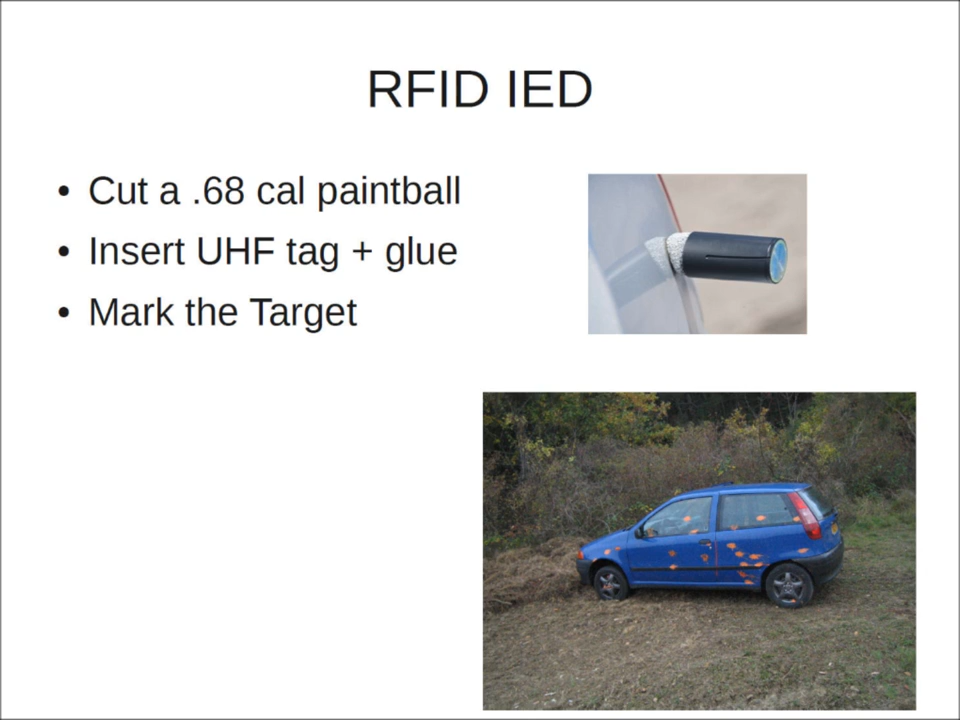 RFID IED
• Cut a .68 cal paintball
• Insert UHF tag + glue
• Mark the Target